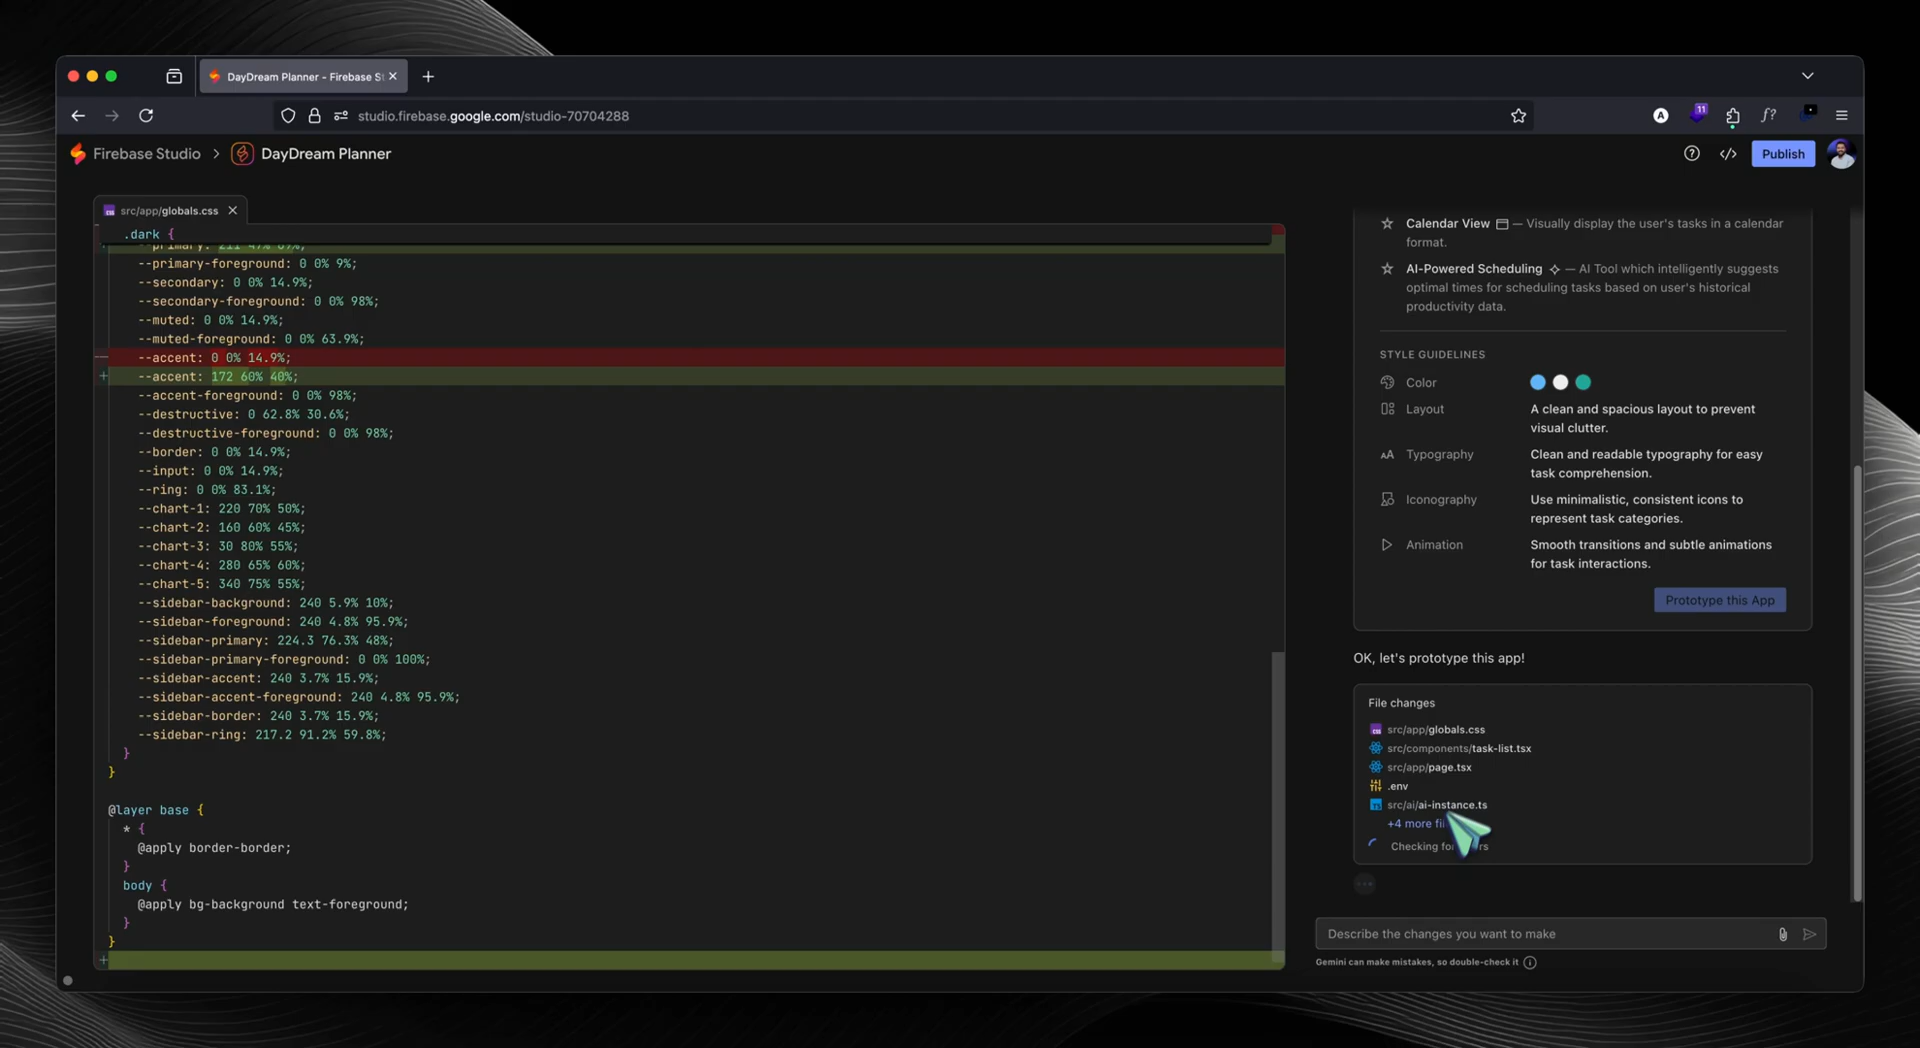 DayDream Planner - Firebase St
studio.firebase.google.com/studio-70704288
A
11
f?
Firebase Studio > DayDream Planner
</>
Publish
src/app/globals.css
.dark {
--primary: 211 47% 69%;
--primary-foreground: 0 0% 9%;
--secondary: 0 0% 14.9%;
--secondary-foreground: 0 0% 98%;
--muted: 0 0% 14.9%;
--muted-foreground: 0 0% 63.9%;
--accent: 0 0% 14.9%;
+ --accent: 172 60% 40%;
--accent-foreground: 0 0% 98%;
--destructive: 0 62.8% 30.6%;
--destructive-foreground: 0 0% 98%;
--border: 0 0% 14.9%;
--input: 0 0% 14.9%;
--ring: 0 0% 83.1%;
--chart-1: 220 70% 50%;
--chart-2: 160 60% 45%;
--chart-3: 30 80% 55%;
--chart-4: 280 65% 60%;
--chart-5: 340 75% 55%;
--sidebar-background: 240 5.9% 10%;
--sidebar-foreground: 240 4.8% 95.9%;
--sidebar-primary: 224.3 76.3% 48%;
--sidebar-primary-foreground: 0 0% 100%;
--sidebar-accent: 240 3.7% 15.9%;
--sidebar-accent-foreground: 240 4.8% 95.9%;
--sidebar-border: 240 3.7% 15.9%;
--sidebar-ring: 217.2 91.2% 59.8%;
}
}
@layer base {
* {
@apply border-border;
}
body {
@apply bg-background text-foreground;
}
}
+
Calendar View — Visually display the user's tasks in a calendar
format.
AI-Powered Scheduling — AI Tool which intelligently suggests
optimal times for scheduling tasks based on user's historical
productivity data.
STYLE GUIDELINES
Color
Layout
A clean and spacious layout to prevent
visual clutter.
AA Typography
Clean and readable typography for easy
task comprehension.
Iconography
Use minimalistic, consistent icons to
represent task categories.
Animation
Smooth transitions and subtle animations
for task interactions.
Prototype this App
OK, let's prototype this app!
File changes
src/app/globals.css
src/components/task-list.tsx
src/app/page.tsx
.env
src/ai/ai-instance.ts
+4 more
Checking
Describe the changes you want to make
Gemini can make mistakes, so double-check it